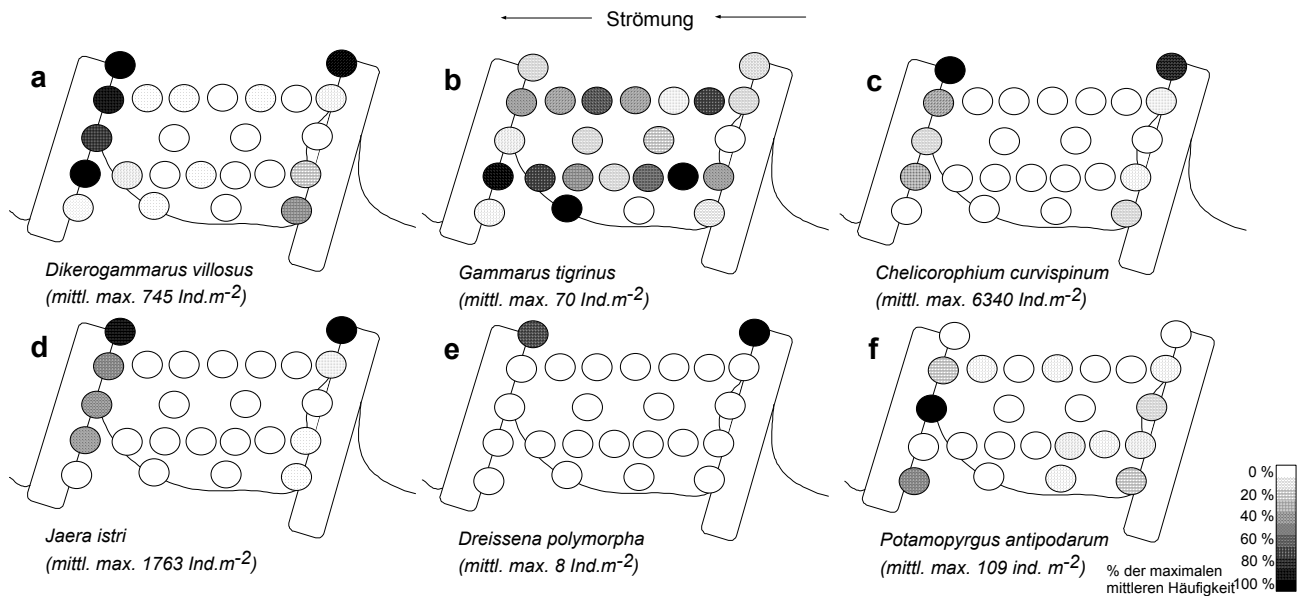 Strömung
a
b
c
Dikerogammarus villosus
(mittl. max. 745 Ind.m-2)
Gammarus tigrinus
(mittl. max. 70 Ind.m-2)
Chelicorophium curvispinum
(mittl. max. 6340 Ind.m-2)
d
e
f
Jaera istri
(mittl. max. 1763 Ind.m-2)
Dreissena polymorpha
(mittl. max. 8 Ind.m-2)
Potamopyrgus antipodarum
(mittl. max. 109 ind. m-2)
0 %
20 %
40 %
60 %
80 %
100 %
% der maximalen
mittleren Häufigkeit